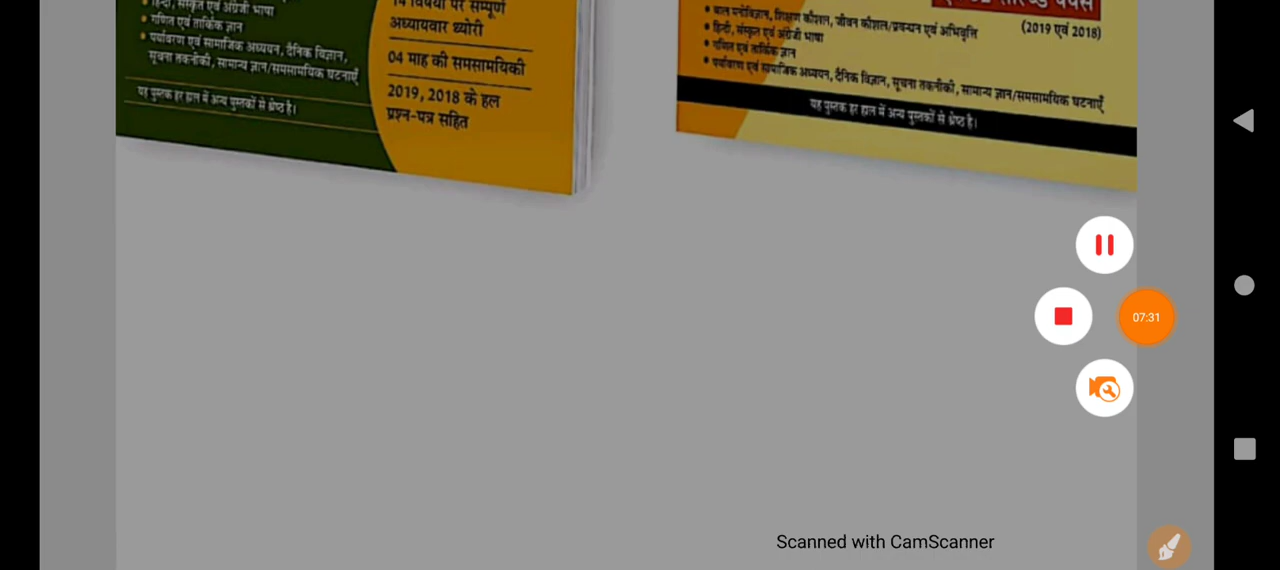 हिन्दी, संस्कृत एवं अंग्रेजी भाषा
गणित एवं तार्किक ज्ञान
पर्यावरण एवं सामाजिक अध्ययन, दैनिक विज्ञान,
सूचना तकनीकी, सामान्य ज्ञान/समसामयिक घटनाएँ
यह पुस्तक हर हाल में अन्य पुस्तकों से श्रेष्ठ है।
14 विषयों पर सम्पूर्ण
अध्यायवार थ्योरी
04 माह की समसामयिकी
2019, 2018 के हल
प्रश्न-पत्र सहित
(2019 एवं 2018)
बाल मनोविज्ञान, शिक्षण कौशल, जीवन कौशल/प्रबन्धन एवं अभिवृत्ति
हिन्दी, संस्कृत एवं अंग्रेजी भाषा
गणित एवं तार्किक ज्ञान
पर्यावरण एवं सामाजिक अध्ययन, दैनिक विज्ञान, सूचना तकनीकी, सामान्य ज्ञान/समसामयिक घटनाएँ
यह पुस्तक हर हाल में अन्य पुस्तकों से श्रेष्ठ है।
07:31
Scanned with CamScanner